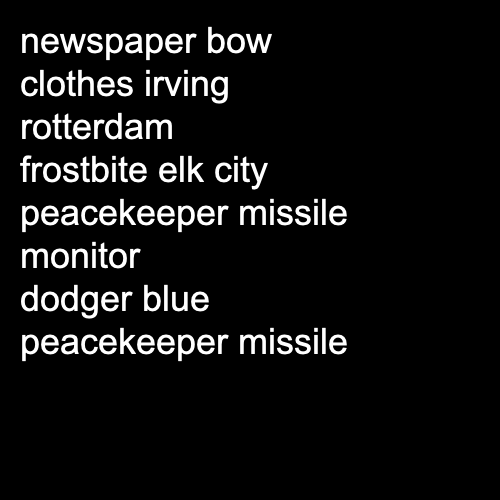 newspaper bow
clothes irving
rotterdam
frostbite elk city
peacekeeper missile
monitor
dodger blue
peacekeeper missile